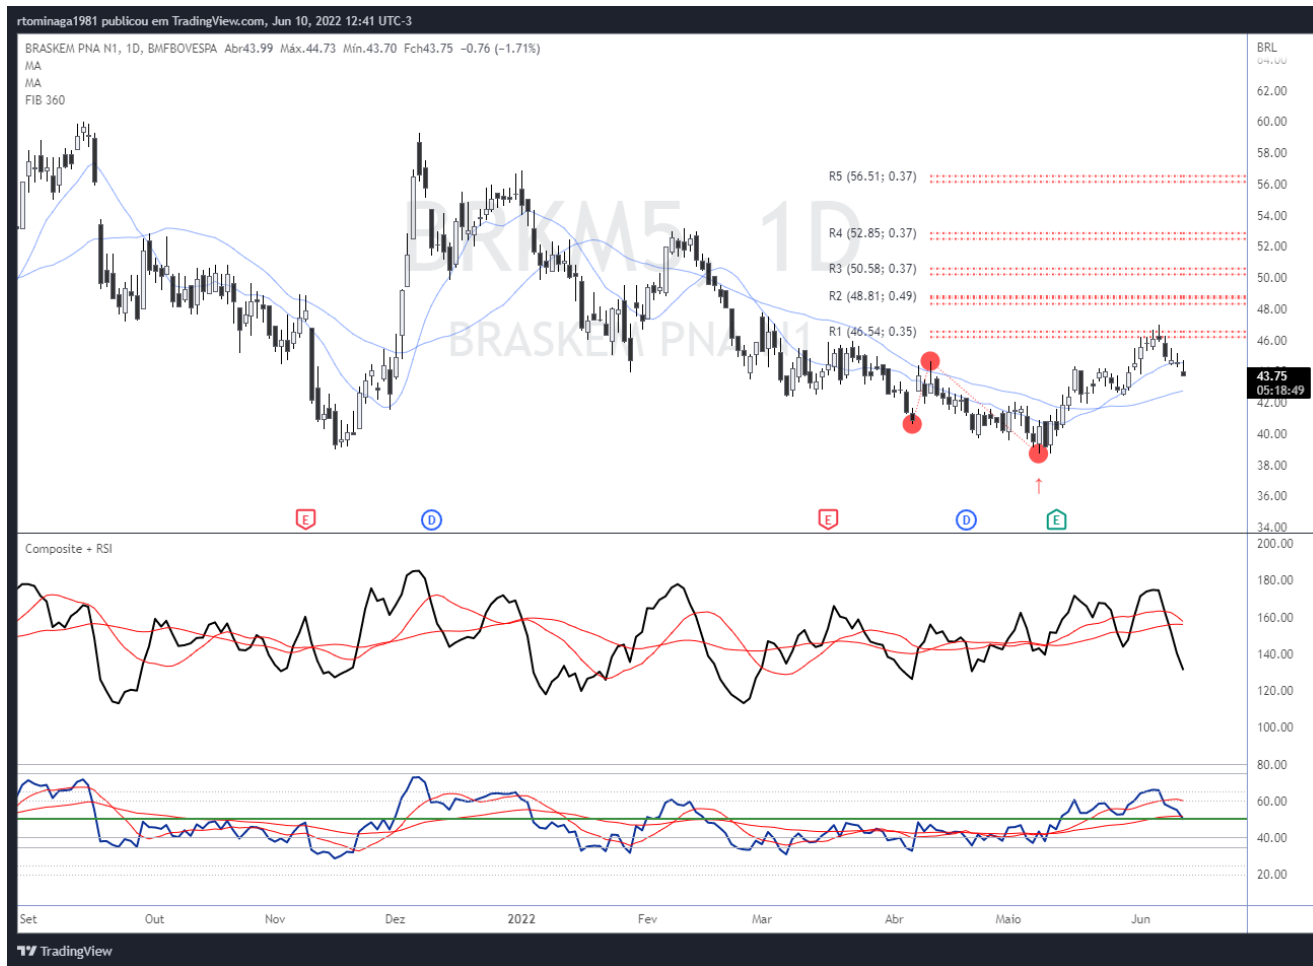 rtominaga1981 publicou em TradingView.com, Jun 10, 2022 12:41 UTC-3
BRASKEM PNA N1, 1D, BMFBOVESPA Abr43.99 Máx.44.73 Mín.43.70 Fch43.75 −0.76 (−1.71%)
MA
MA
FIB 360
BRKM5, 1D
BRASKEM PNA N1
R5 (56.51; 0.37)
R4 (52.85; 0.37)
R3 (50.58; 0.37)
R2 (48.81; 0.49)
R1 (46.54; 0.35)
BRL
64.00
62.00
60.00
58.00
56.00
54.00
52.00
50.00
48.00
46.00
43.75
05:18:49
42.00
40.00
38.00
36.00
34.00
E
D
E
D
E
Composite + RSI
200.00
180.00
160.00
140.00
120.00
100.00
80.00
60.00
40.00
20.00
Set Out Nov Dez 2022 Fev Mar Abr Maio Jun
TradingView